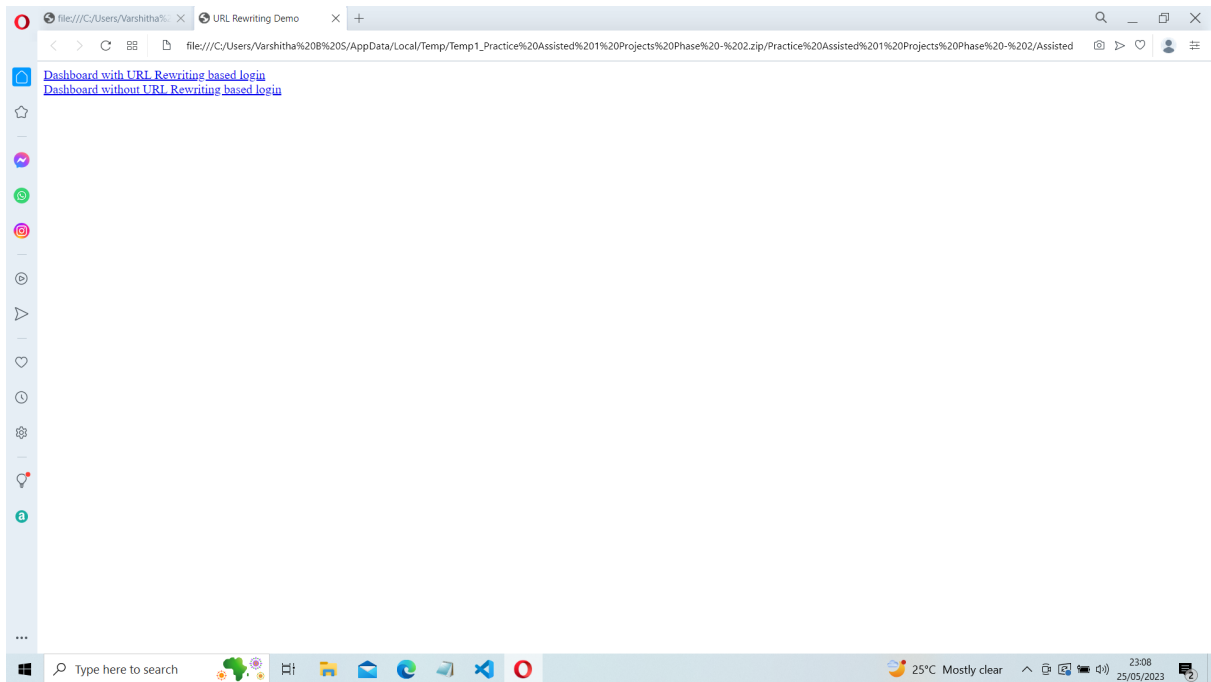 file:///C:/Users/Varshitha%2
URL Rewriting Demo
file:///C:/Users/Varshitha%20B%20S/AppData/Local/Temp/Temp1_Practice%20Assisted%201%20Projects%20Phase%20-%202.zip/Practice%20Assisted%201%20Projects%20Phase%20-%202/Assisted
Dashboard with URL Rewriting based login
Dashboard without URL Rewriting based login
a
Type here to search
25°C Mostly clear
23:08
25/05/2023
2